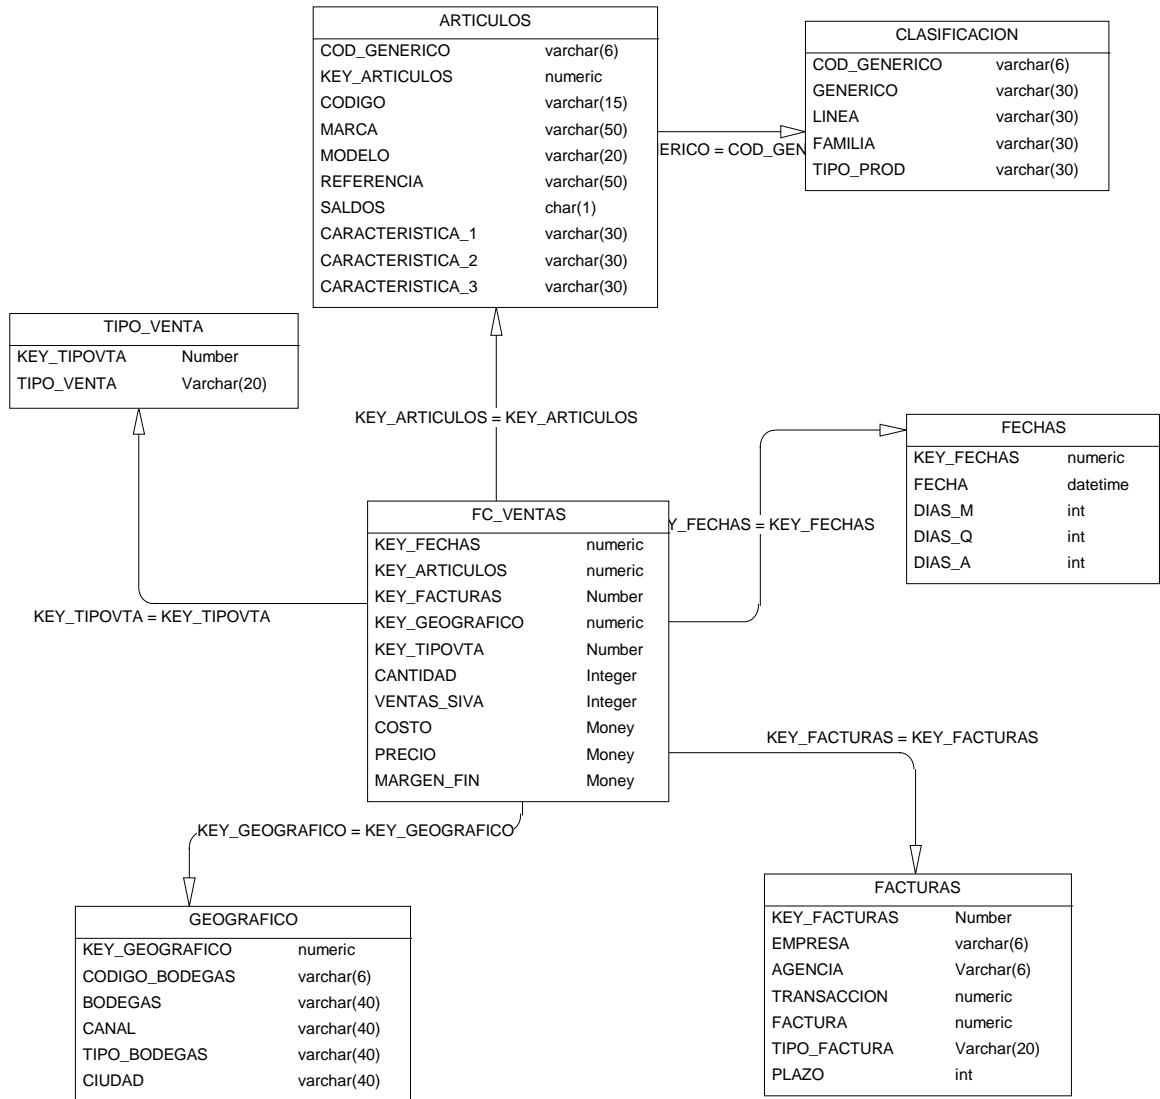 ARTICULOS
COD_GENERICO varchar(6)
KEY_ARTICULOS numeric
CODIGO varchar(15)
MARCA varchar(50)
MODELO varchar(20)
REFERENCIA varchar(50)
SALDOS char(1)
CARACTERISTICA_1 varchar(30)
CARACTERISTICA_2 varchar(30)
CARACTERISTICA_3 varchar(30)
ERICO = COD_GEN
CLASIFICACION
COD_GENERICO varchar(6)
GENERICO varchar(30)
LINEA varchar(30)
FAMILIA varchar(30)
TIPO_PROD varchar(30)
TIPO_VENTA
KEY_TIPOVTA Number
TIPO_VENTA Varchar(20)
KEY_ARTICULOS = KEY_ARTICULOS
FECHAS
KEY_FECHAS numeric
FECHA datetime
DIAS_M int
DIAS_Q int
DIAS_A int
Y_FECHAS = KEY_FECHAS
FC_VENTAS
KEY_FECHAS numeric
KEY_ARTICULOS numeric
KEY_FACTURAS Number
KEY_GEOGRAFICO numeric
KEY_TIPOVTA Number
CANTIDAD Integer
VENTAS_SIVA Integer
COSTO Money
PRECIO Money
MARGEN_FIN Money
KEY_TIPOVTA = KEY_TIPOVTA
KEY_FACTURAS = KEY_FACTURAS
KEY_GEOGRAFICO = KEY_GEOGRAFICO
GEOGRAFICO
KEY_GEOGRAFICO numeric
CODIGO_BODEGAS varchar(6)
BODEGAS varchar(40)
CANAL varchar(40)
TIPO_BODEGAS varchar(40)
CIUDAD varchar(40)
FACTURAS
KEY_FACTURAS Number
EMPRESA varchar(6)
AGENCIA Varchar(6)
TRANSACCION numeric
FACTURA numeric
TIPO_FACTURA Varchar(20)
PLAZO int